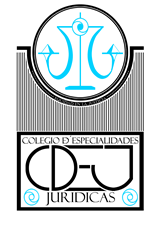 COLEGIO D ESPECIALIDADES
CD-J
JURIDICAS